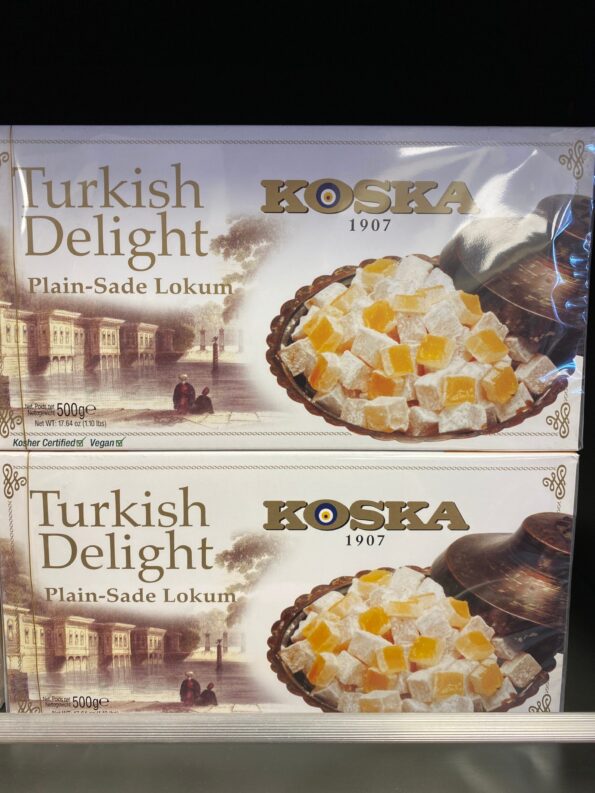 Turkish
Delight
Plain-Sade Lokum
KOSKA
1907
500g℮
Net WT: 17.64 oz (1.10 lbs)
Kosher Certified☑ Vegan☑
Turkish
Delight
Plain-Sade Lokum
KOSKA
1907
500g℮